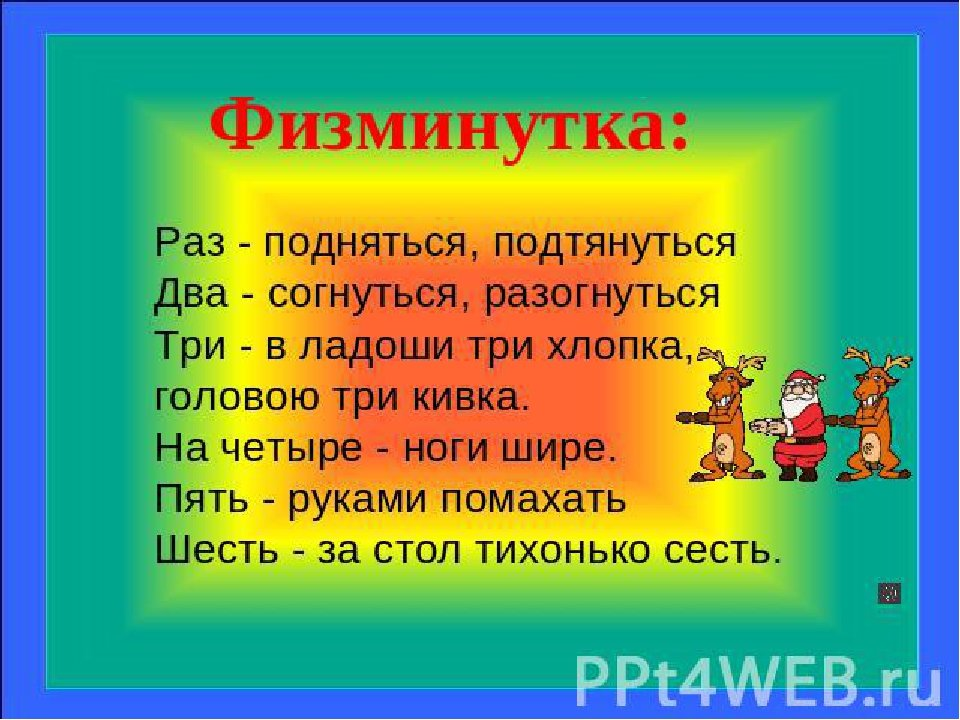 Физминутка:
Раз - подняться, подтянуться
Два - согнуться, разогнуться
Три - в ладоши три хлопка,
головою три кивка.
На четыре - ноги шире.
Пять - руками помахать
Шесть - за стол тихонько сесть.
PPt4WEB.ru